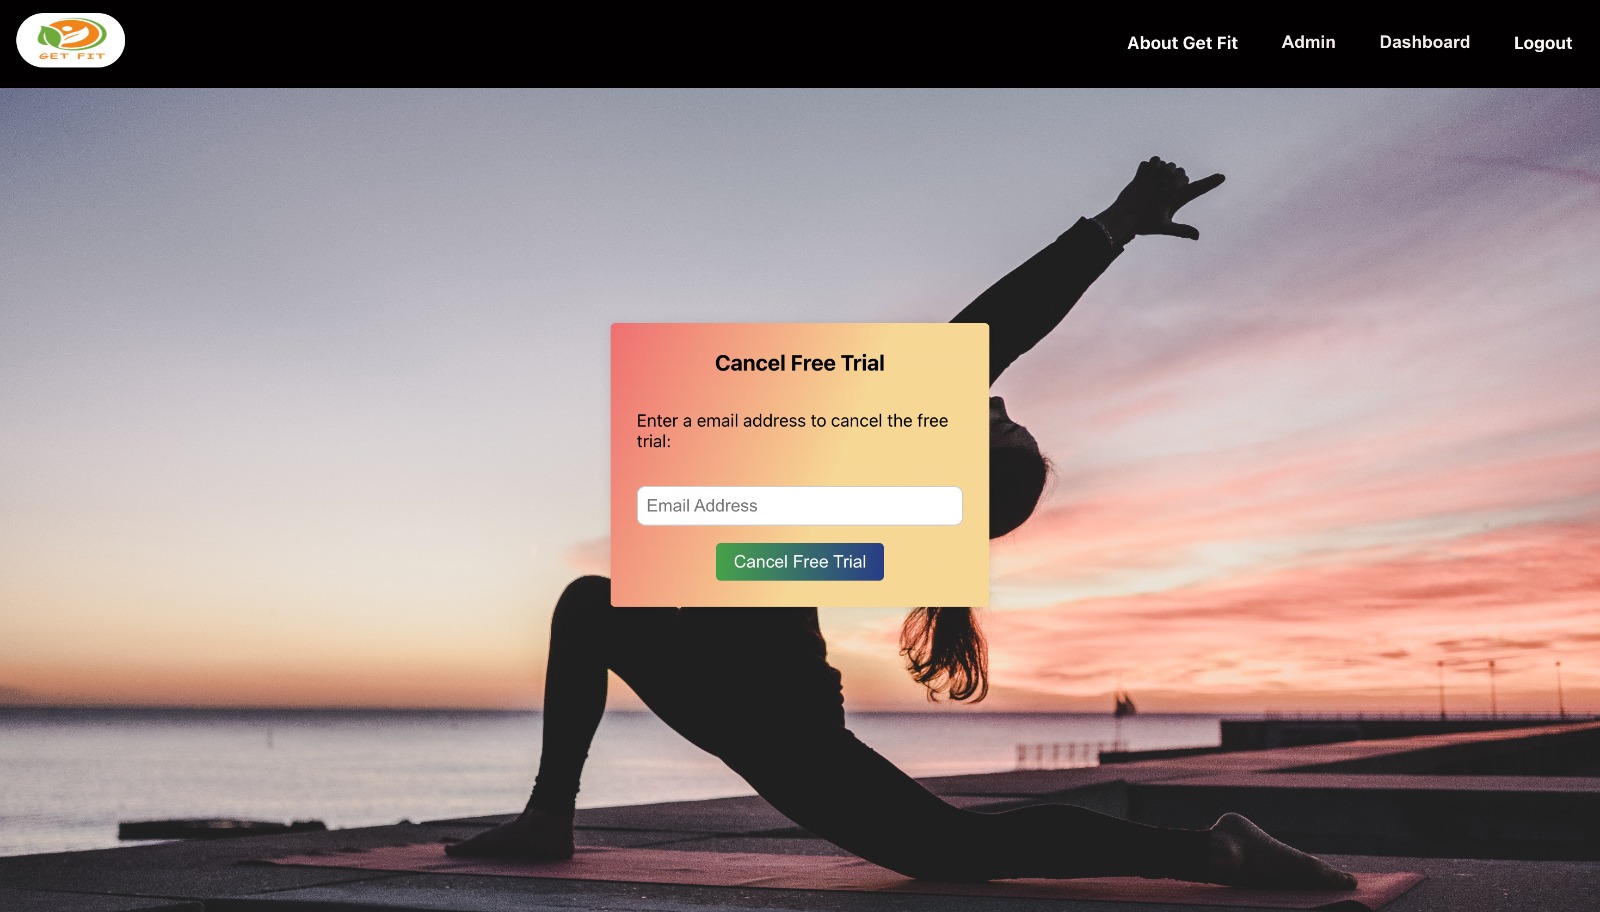 GET FIT
About Get Fit
Admin
Dashboard
Logout
Cancel Free Trial
Enter a email address to cancel the free
trial:
Email Address
Cancel Free Trial